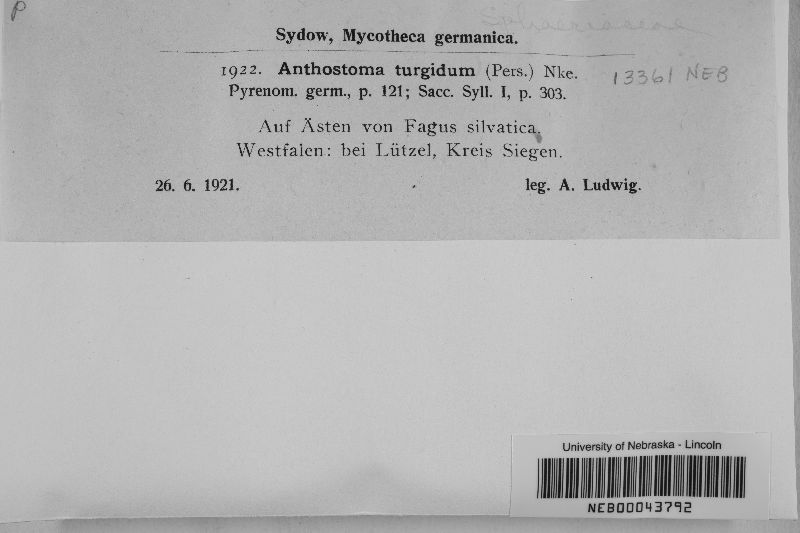 P
Sphaeriaceae
Sydow, Mycotheca germanica.
1922. Anthostoma turgidum (Pers.) Nke.
13361 NEB
Pyrenom. germ., p. 121; Sacc. Syll. I, p. 303.
Auf Ästen von Fagus silvatica.
Westfalen: bei Lützel, Kreis Siegen.
26. 6. 1921. leg. A. Ludwig.
University of Nebraska - Lincoln
NEB00043792